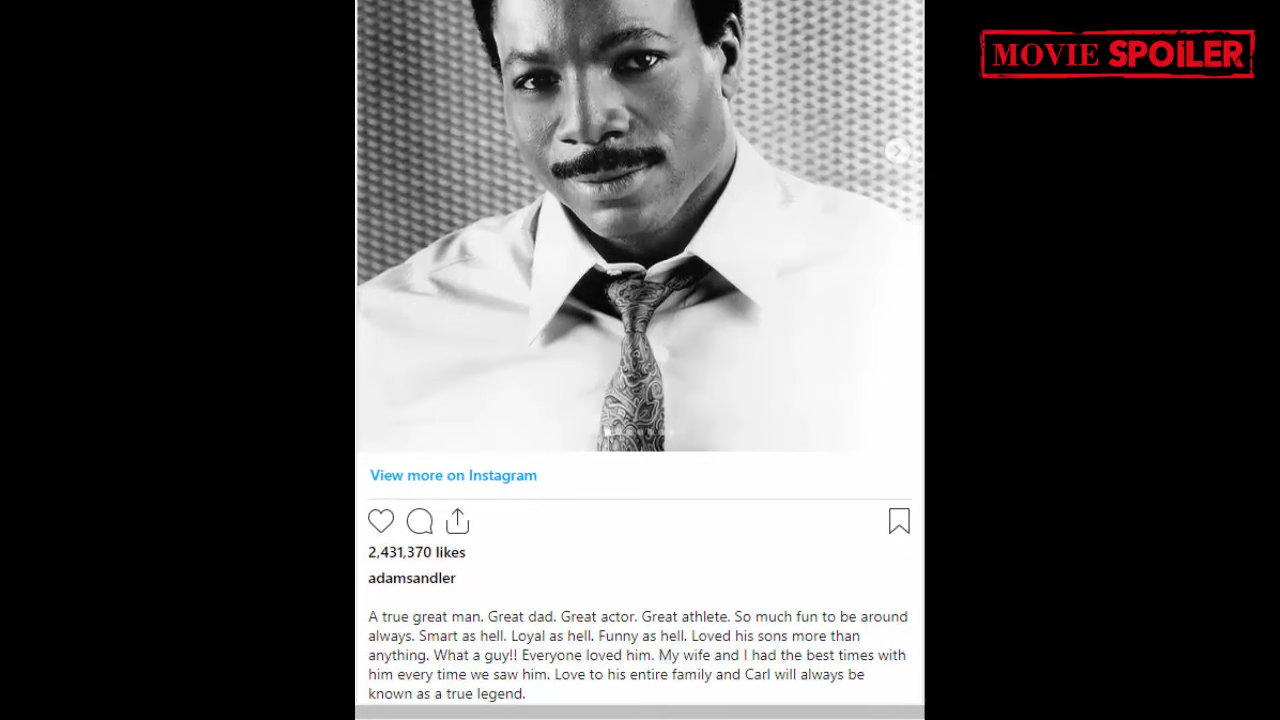 MOVIE SPOILER
View more on Instagram
2,431,370 likes
adamsandler
A true great man. Great dad. Great actor. Great athlete. So much fun to be around
always. Smart as hell. Loyal as hell. Funny as hell. Loved his sons more than
anything. What a guy!! Everyone loved him. My wife and I had the best times with
him every time we saw him. Love to his entire family and Carl will always be
known as a true legend.